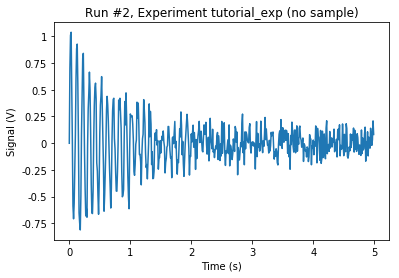 Run #2, Experiment tutorial_exp (no sample)
Signal (V)
1
0.75
0.50
0.25
0
-0.25
-0.5
-0.75
0 1 2 3 4 5
Time (s)